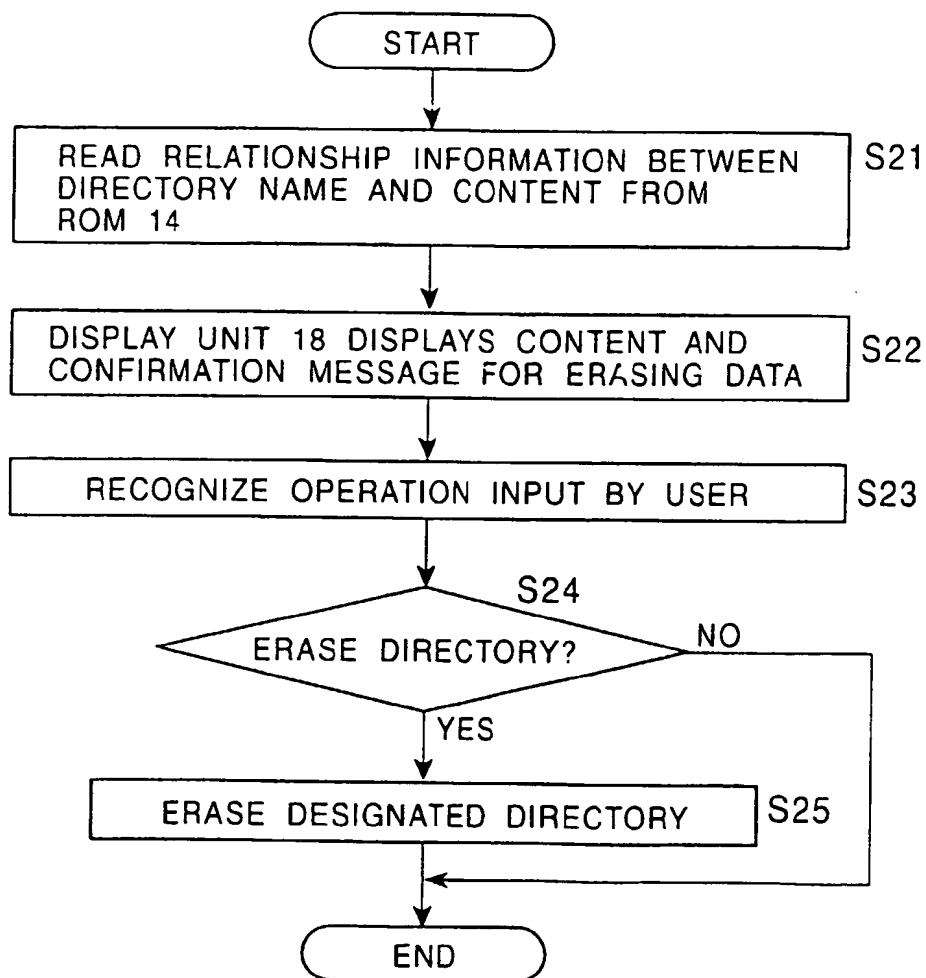 START
READ RELATIONSHIP INFORMATION BETWEEN
DIRECTORY NAME AND CONTENT FROM
ROM 14
S21
DISPLAY UNIT 18 DISPLAYS CONTENT AND
CONFIRMATION MESSAGE FOR ERASING DATA
S22
RECOGNIZE OPERATION INPUT BY USER
S23
S24
ERASE DIRECTORY?
NO
YES
ERASE DESIGNATED DIRECTORY
S25
END